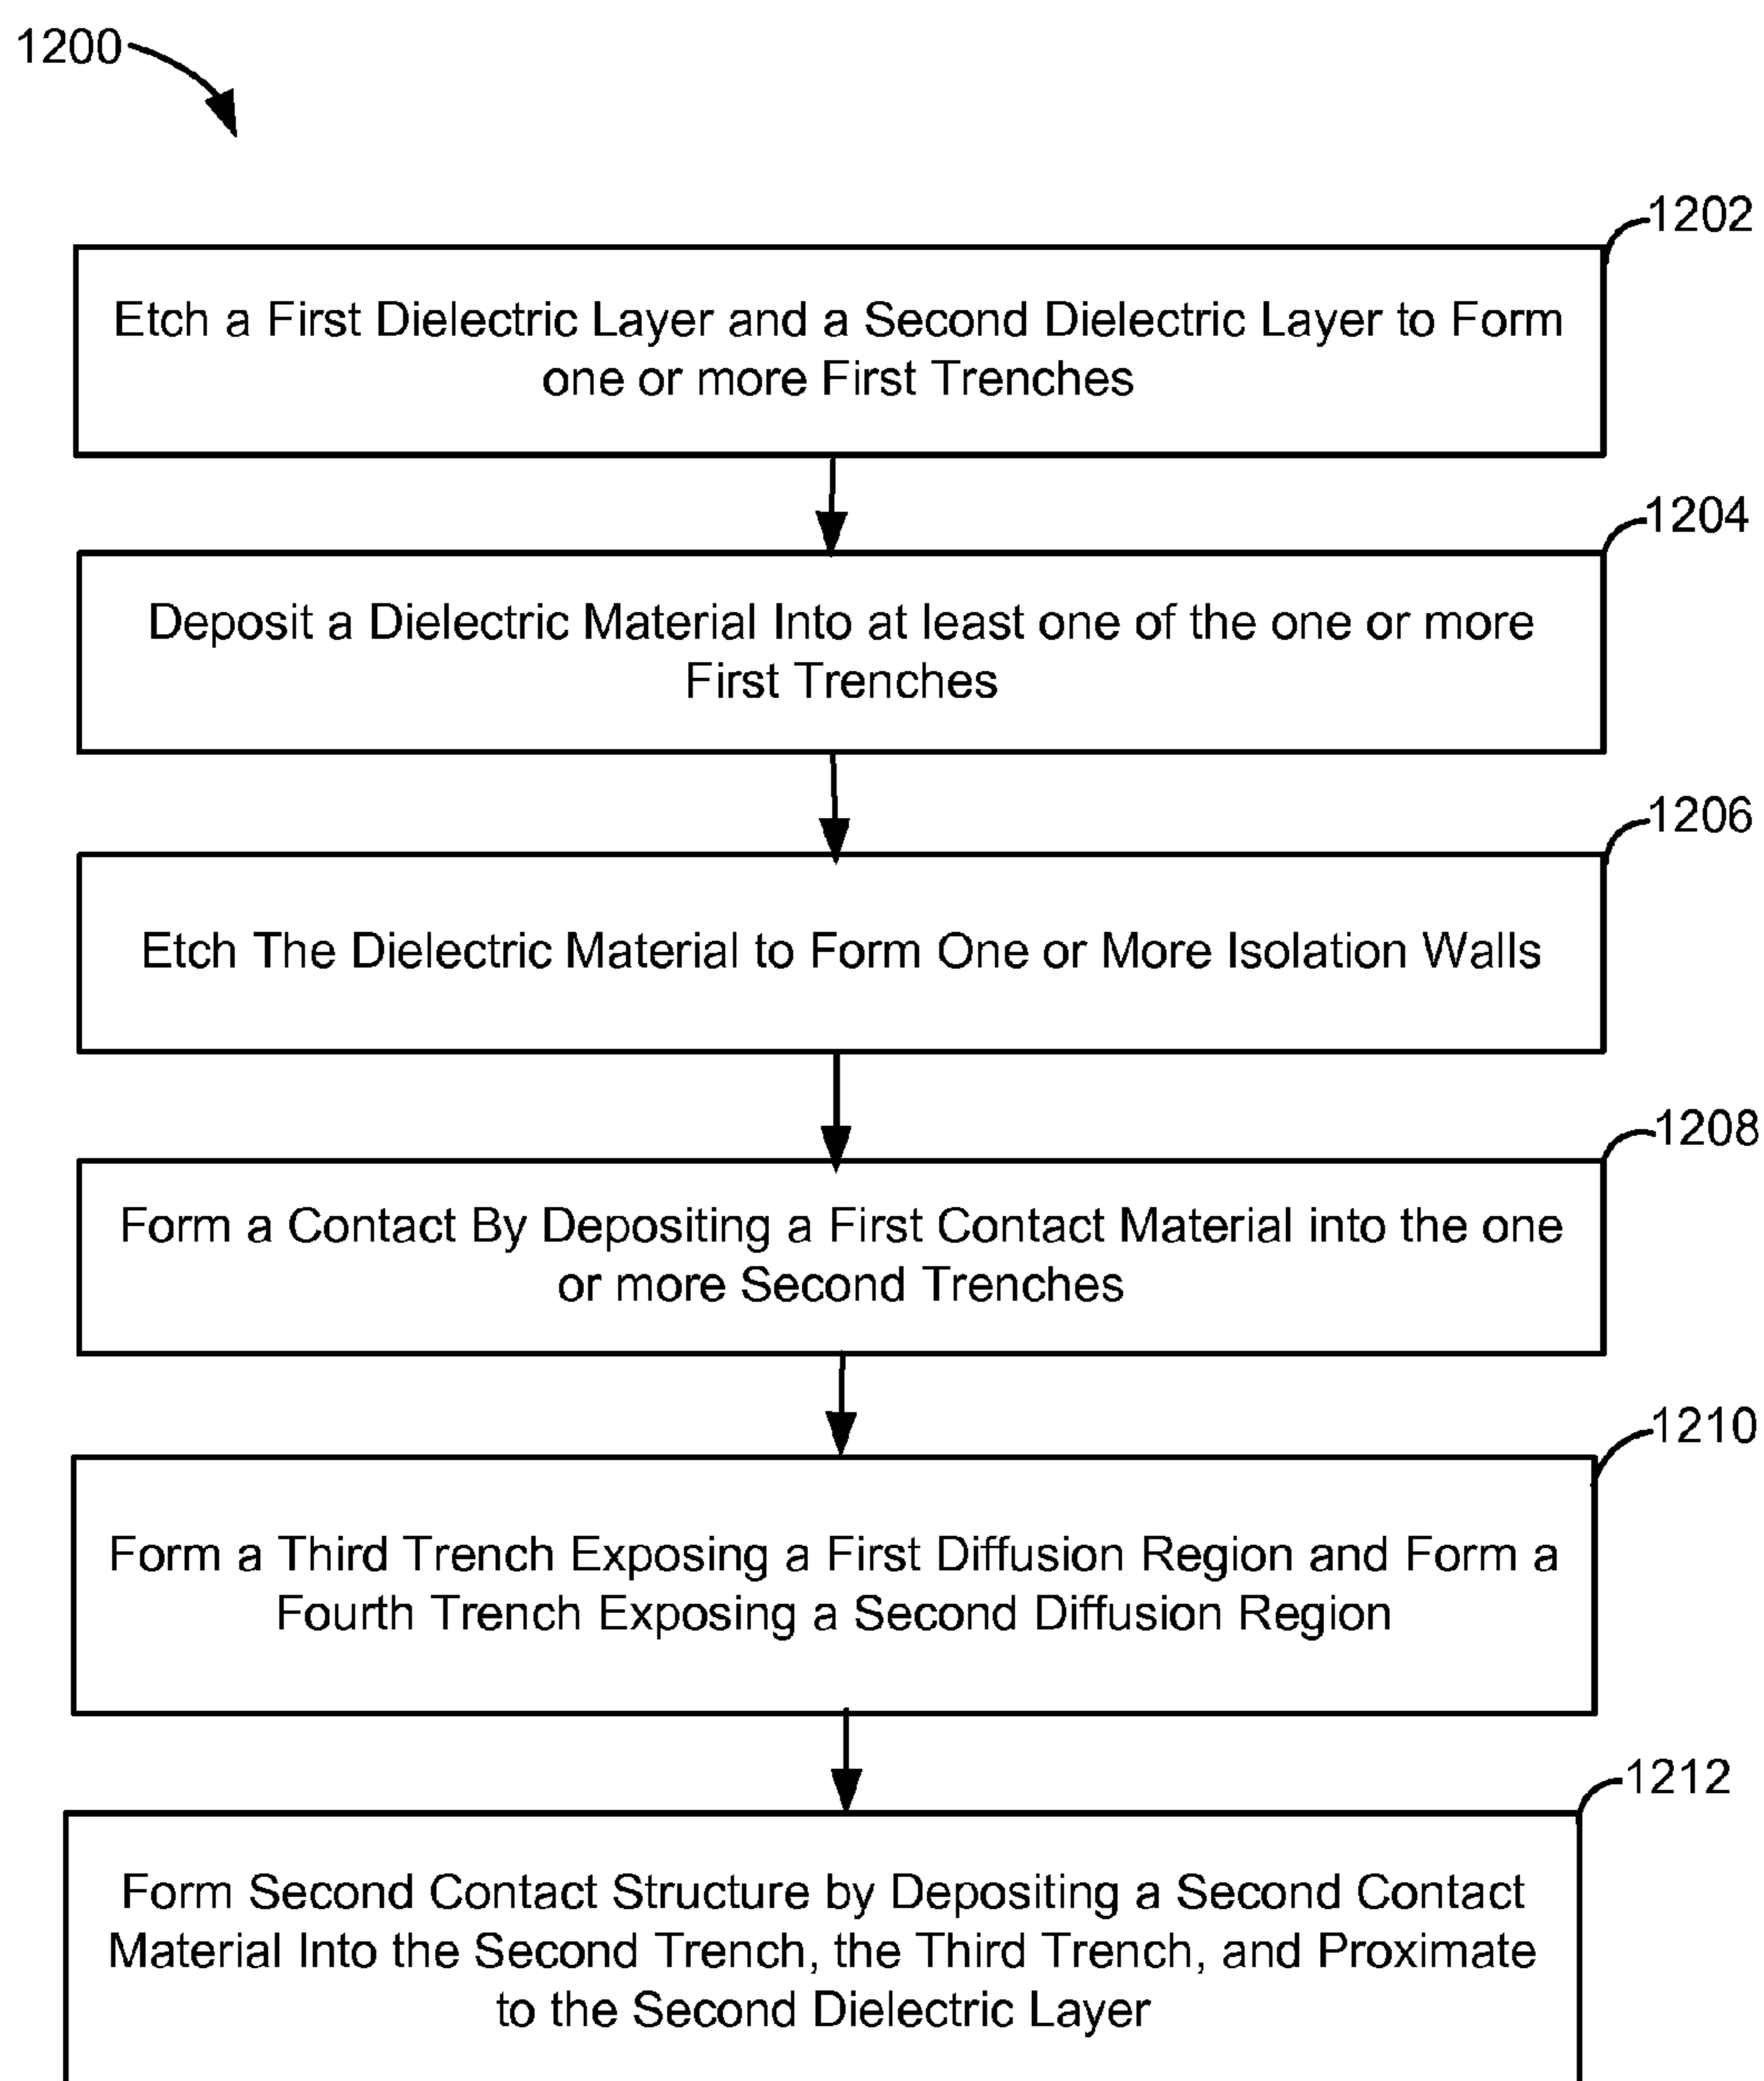 1200
1202
Etch a First Dielectric Layer and a Second Dielectric Layer to Form
one or more First Trenches
1204
Deposit a Dielectric Material Into at least one of the one or more
First Trenches
1206
Etch The Dielectric Material to Form One or More Isolation Walls
1208
Form a Contact By Depositing a First Contact Material into the one
or more Second Trenches
1210
Form a Third Trench Exposing a First Diffusion Region and Form a
Fourth Trench Exposing a Second Diffusion Region
1212
Form Second Contact Structure by Depositing a Second Contact
Material Into the Second Trench, the Third Trench, and Proximate
to the Second Dielectric Layer